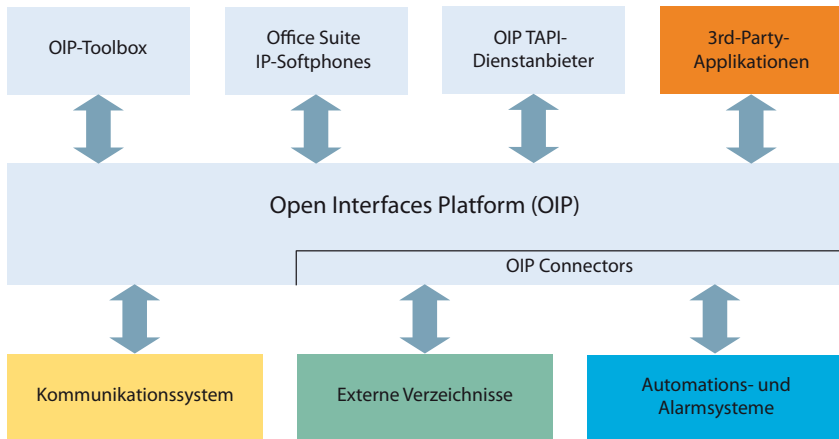 OIP-Toolbox
Office Suite
IP-Softphones
OIP TAPI-
Dienstanbieter
3rd-Party-
Applikationen
Open Interfaces Platform (OIP)
OIP Connectors
Kommunikationssystem
Externe Verzeichnisse
Automations- und
Alarmsysteme